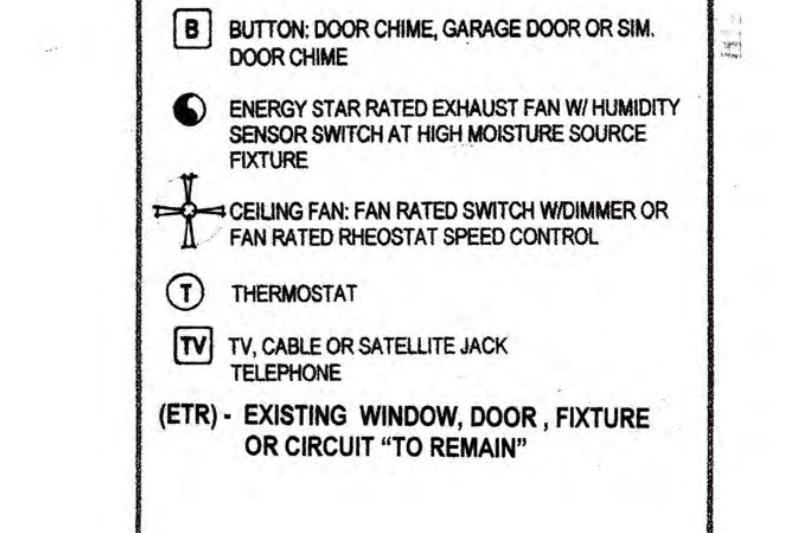 B BUTTON: DOOR CHIME, GARAGE DOOR OR SIM.
DOOR CHIME
ENERGY STAR RATED EXHAUST FAN W/ HUMIDITY
SENSOR SWITCH AT HIGH MOISTURE SOURCE
FIXTURE
CEILING FAN: FAN RATED SWITCH W/DIMMER OR
FAN RATED RHEOSTAT SPEED CONTROL
T THERMOSTAT
TV TV, CABLE OR SATELLITE JACK
TELEPHONE
(ETR) - EXISTING WINDOW, DOOR , FIXTURE
OR CIRCUIT “TO REMAIN”